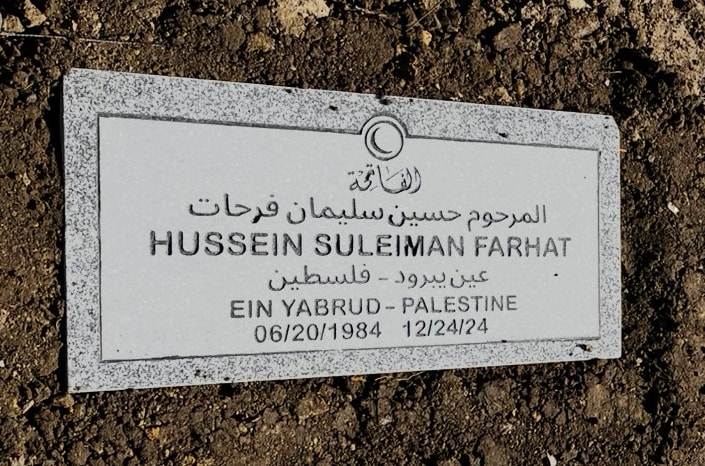 الفاتحة
المرحوم حسين سليمان فرحات
HUSSEIN SULEIMAN FARHAT
عين يبرود - فلسطين
EIN YABRUD - PALESTINE
06/20/1984 12/24/24